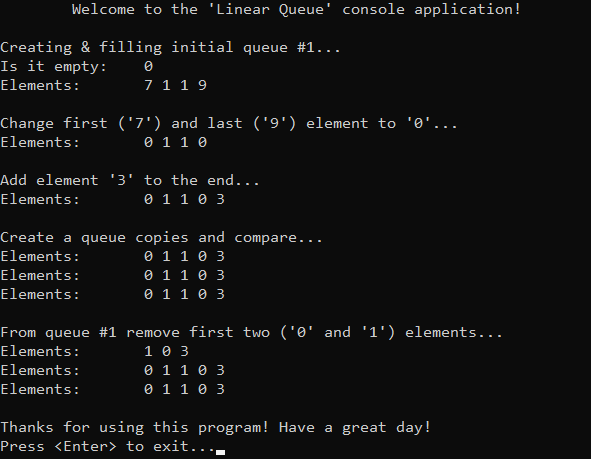 Welcome to the 'Linear Queue' console application!
Creating & filling initial queue #1...
Is it empty: 0
Elements: 7 1 1 9
Change first ('7') and last ('9') element to '0'...
Elements: 0 1 1 0
Add element '3' to the end...
Elements: 0 1 1 0 3
Create a queue copies and compare...
Elements: 0 1 1 0 3
Elements: 0 1 1 0 3
Elements: 0 1 1 0 3
From queue #1 remove first two ('0' and '1') elements...
Elements: 1 0 3
Elements: 0 1 1 0 3
Elements: 0 1 1 0 3
Thanks for using this program! Have a great day!
Press <Enter> to exit...